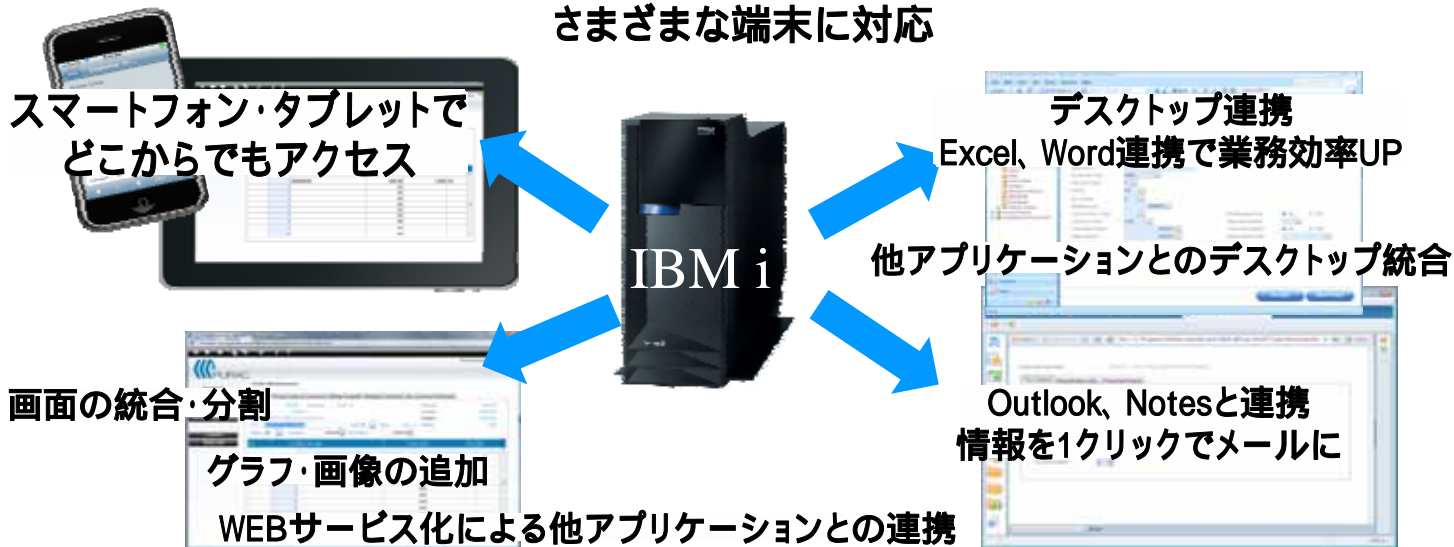 さまざまな端末に対応
スマートフォン・タブレットで
どこからでもアクセス
デスクトップ連携
Excel、Word連携で業務効率UP
IBM i
他アプリケーションとのデスクトップ統合
画面の統合・分割
グラフ・画像の追加
Outlook、Notesと連携
情報を1クリックでメールに
WEBサービス化による他アプリケーションとの連携